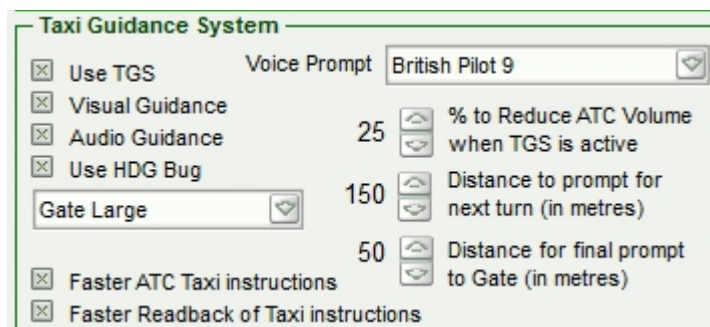 Taxi Guidance System
Use TGS
Voice Prompt British Pilot 9
Visual Guidance
Audio Guidance
Use HDG Bug
Gate Large
25 % to Reduce ATC Volume
when TGS is active
150 Distance to prompt for
next turn (in metres)
50 Distance for final prompt
to Gate (in metres)
Faster ATC Taxi instructions
Faster Readback of Taxi instructions